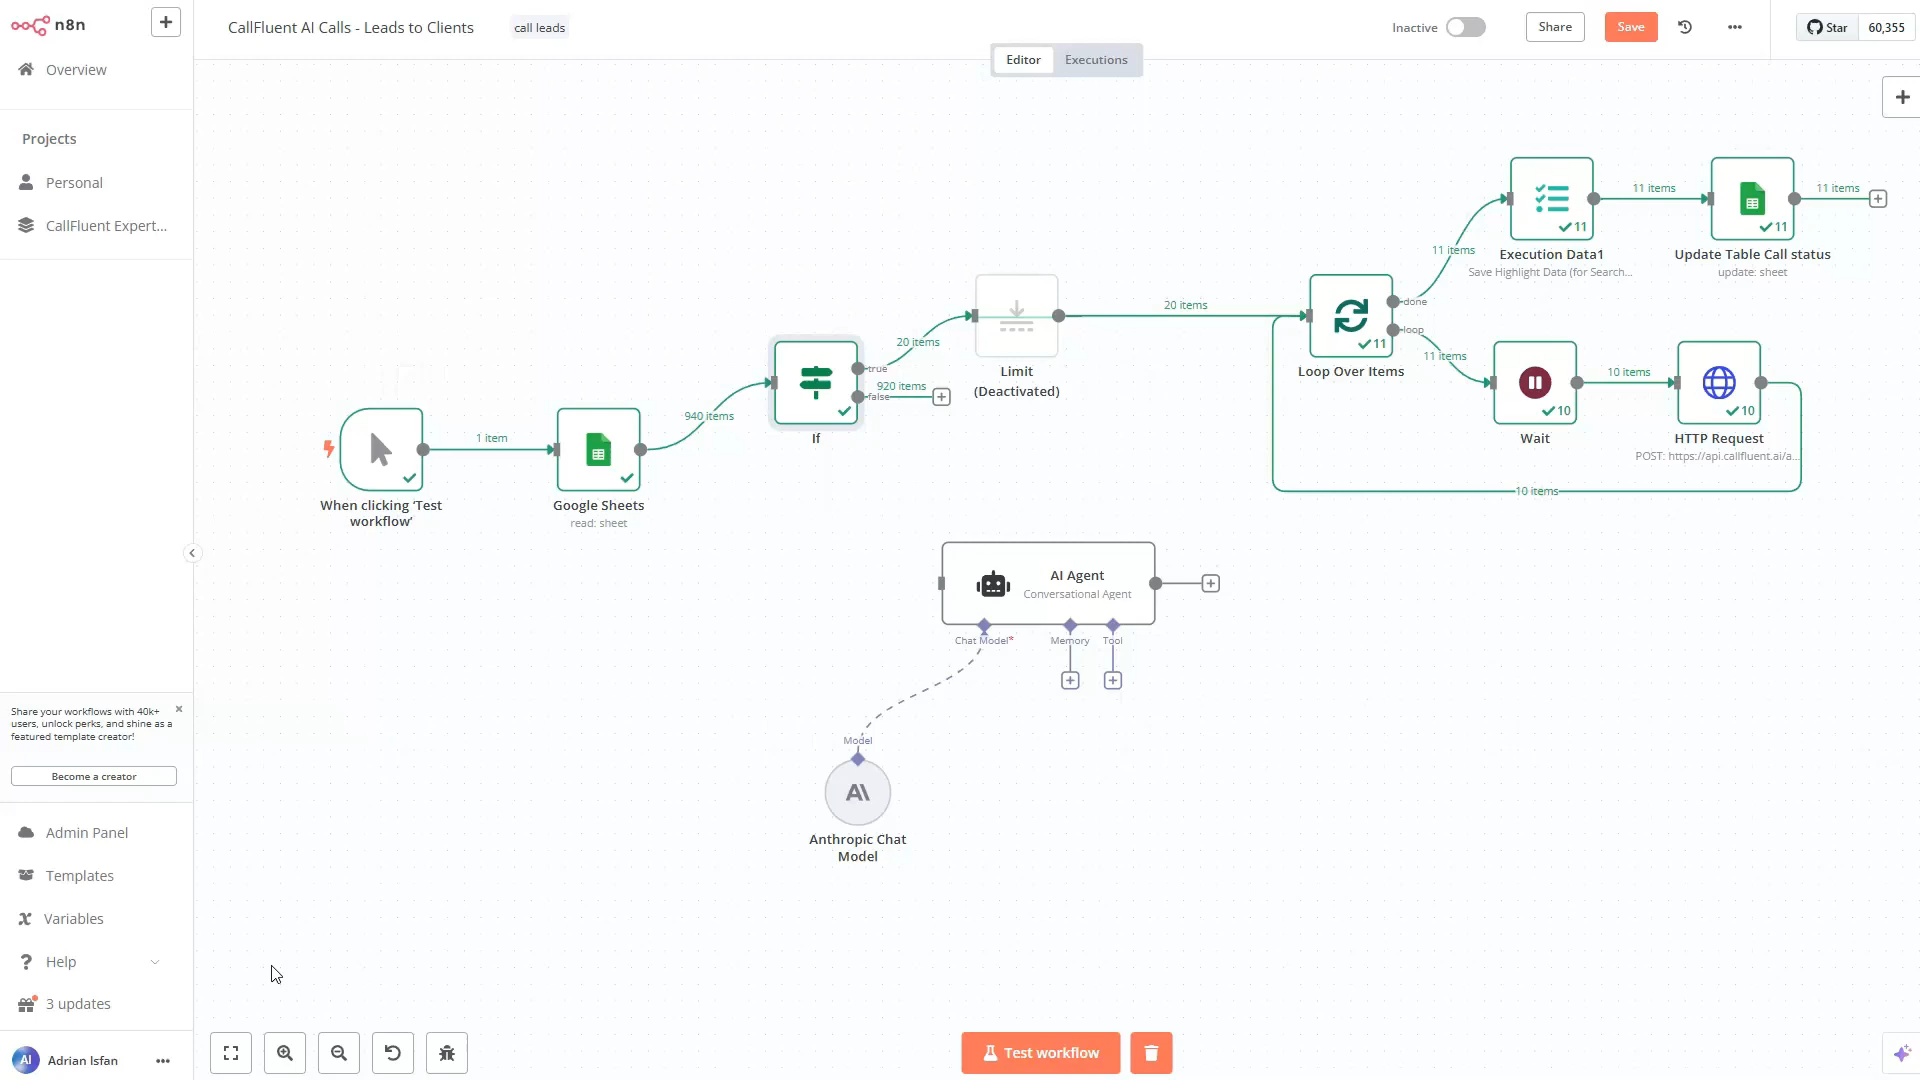 n8n
CallFluent AI Calls - Leads to Clients
call leads
Inactive
Share
Save
Star
60,355
Editor
Executions
Overview
Projects
Personal
CallFluent Expert...
11 items
11 items
11
11
Execution Data1
Save Highlight Data (for Search...
Update Table Call status
update: sheet
11 items
done
loop
11 items
11
Loop Over Items
20 items
20 items
Limit
(Deactivated)
true
920 items
false
If
940 items
10 items
10
10
Wait
HTTP Request
POST: https://api.callfluent.ai/a...
10 items
1 item
When clicking ‘Test
workflow’
Google Sheets
read: sheet
AI Agent
Conversational Agent
Chat Model*
Memory
Tool
Model
Anthropic Chat
Model
Share your workflows with 40k+
users, unlock perks, and shine as a
featured template creator!
Become a creator
Admin Panel
Templates
Variables
Help
3 updates
AI
Adrian Isfan
Test workflow